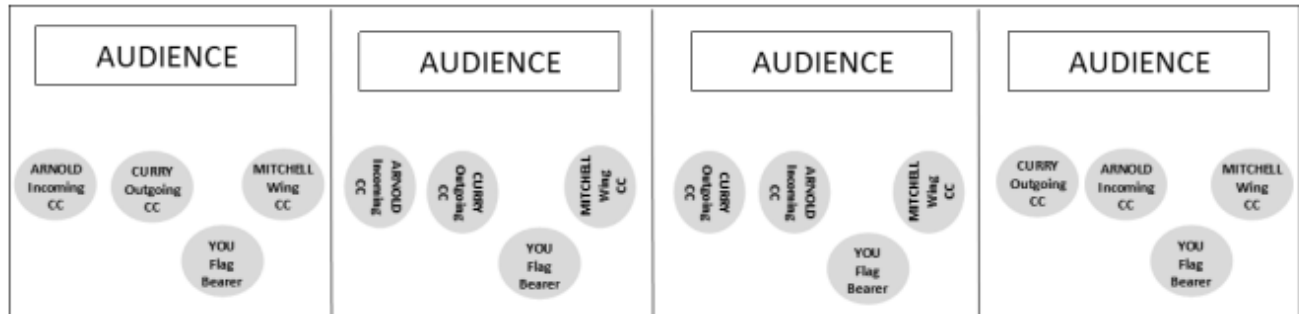 AUDIENCE
ARNOLD
Incoming
CC
CURRY
Outgoing
CC
MITCHELL
Wing
CC
YOU
Flag
Bearer
AUDIENCE
ARNOLD
Incoming
CC
CURRY
Outgoing
CC
MITCHELL
Wing
CC
YOU
Flag
Bearer
AUDIENCE
CURRY
Outgoing
CC
ARNOLD
Incoming
CC
MITCHELL
Wing
CC
YOU
Flag
Bearer
AUDIENCE
CURRY
Outgoing
CC
ARNOLD
Incoming
CC
MITCHELL
Wing
CC
YOU
Flag
Bearer